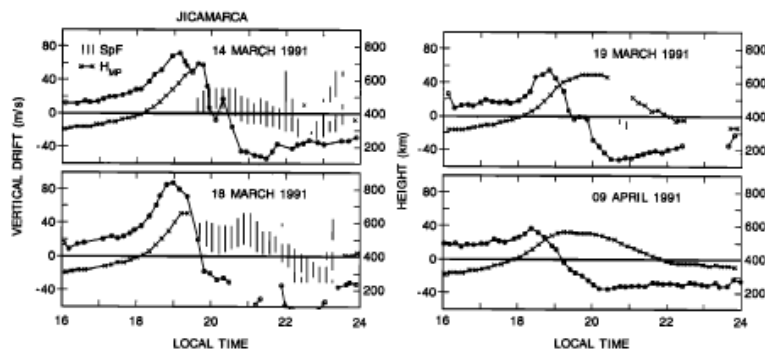 JICAMARCA
14 MARCH 1991
SpF
H_MP
80
40
0
-40
800
600
400
200
18 MARCH 1991
80
40
0
-40
800
600
400
200
16 18 20 22 24
LOCAL TIME
VERTICAL DRIFT (m/s)
19 MARCH 1991
80
40
0
-40
800
600
400
200
09 APRIL 1991
80
40
0
-40
800
600
400
200
16 18 20 22 24
LOCAL TIME
HEIGHT (km)